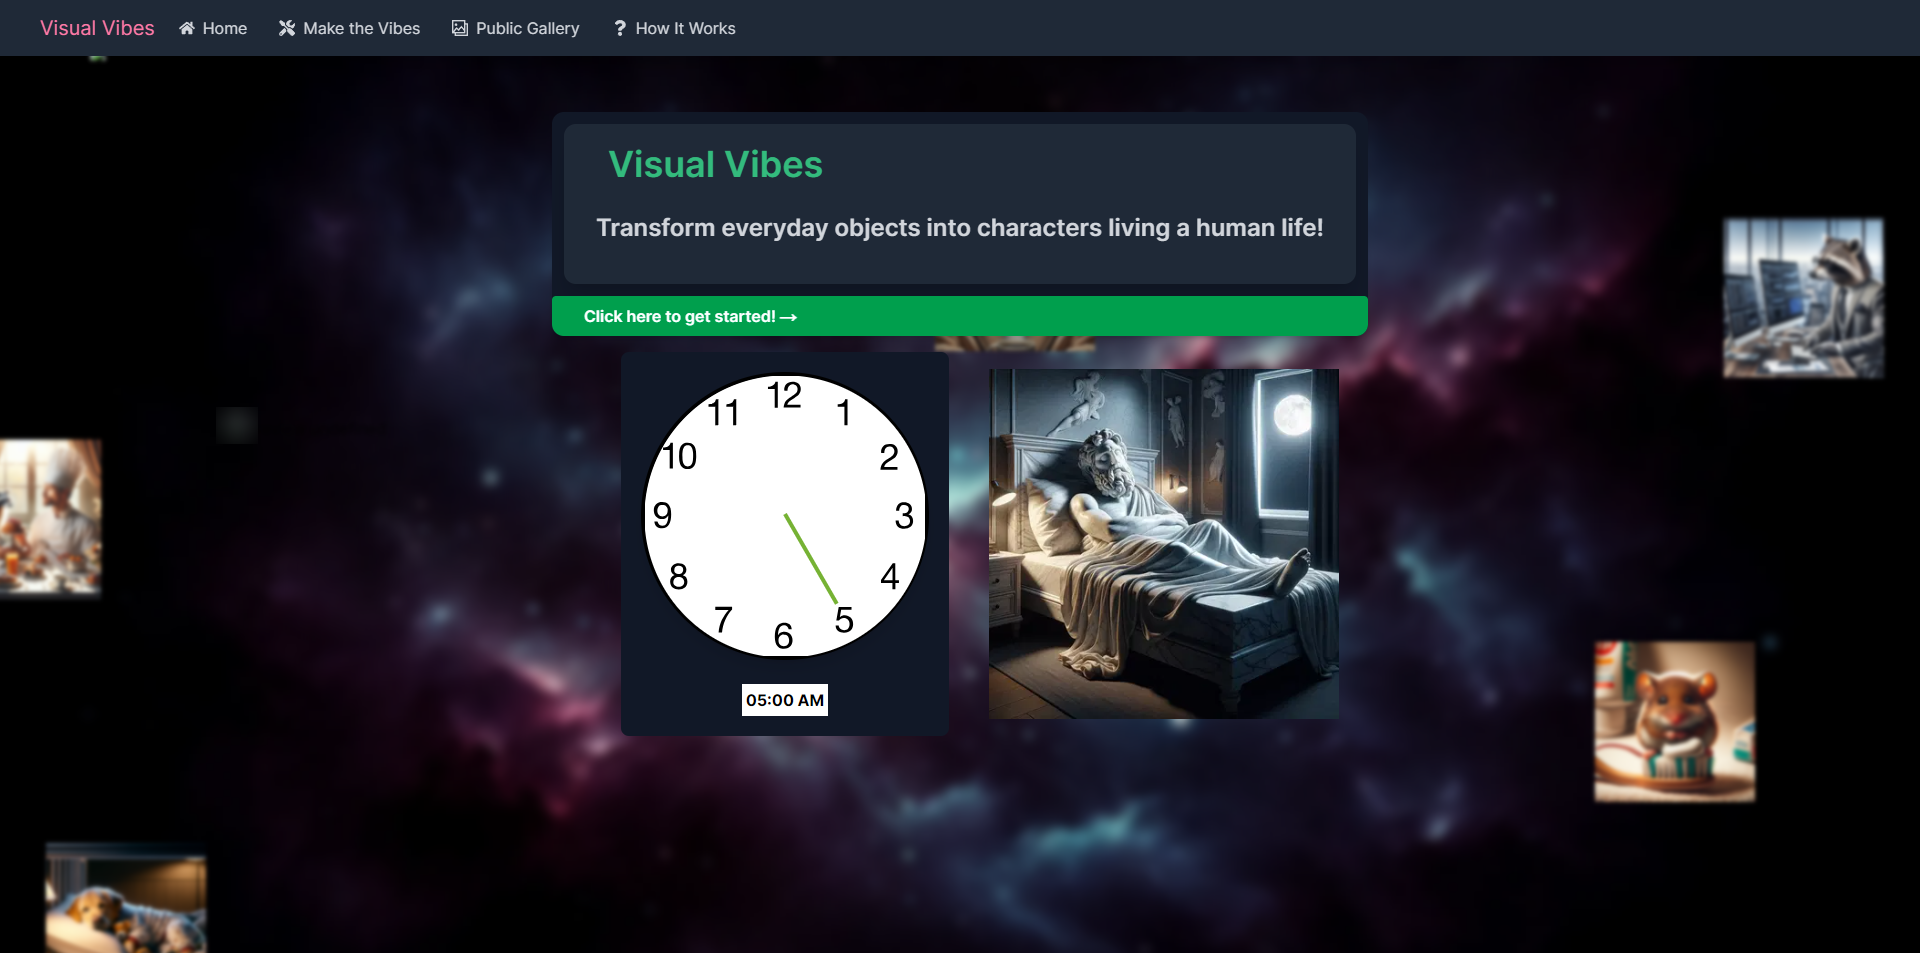 Visual Vibes Home Make the Vibes Public Gallery How It Works
Visual Vibes
Transform everyday objects into characters living a human life!
Click here to get started! →
12
11 1
10 2
9 3
8 4
7 5
6
05:00 AM